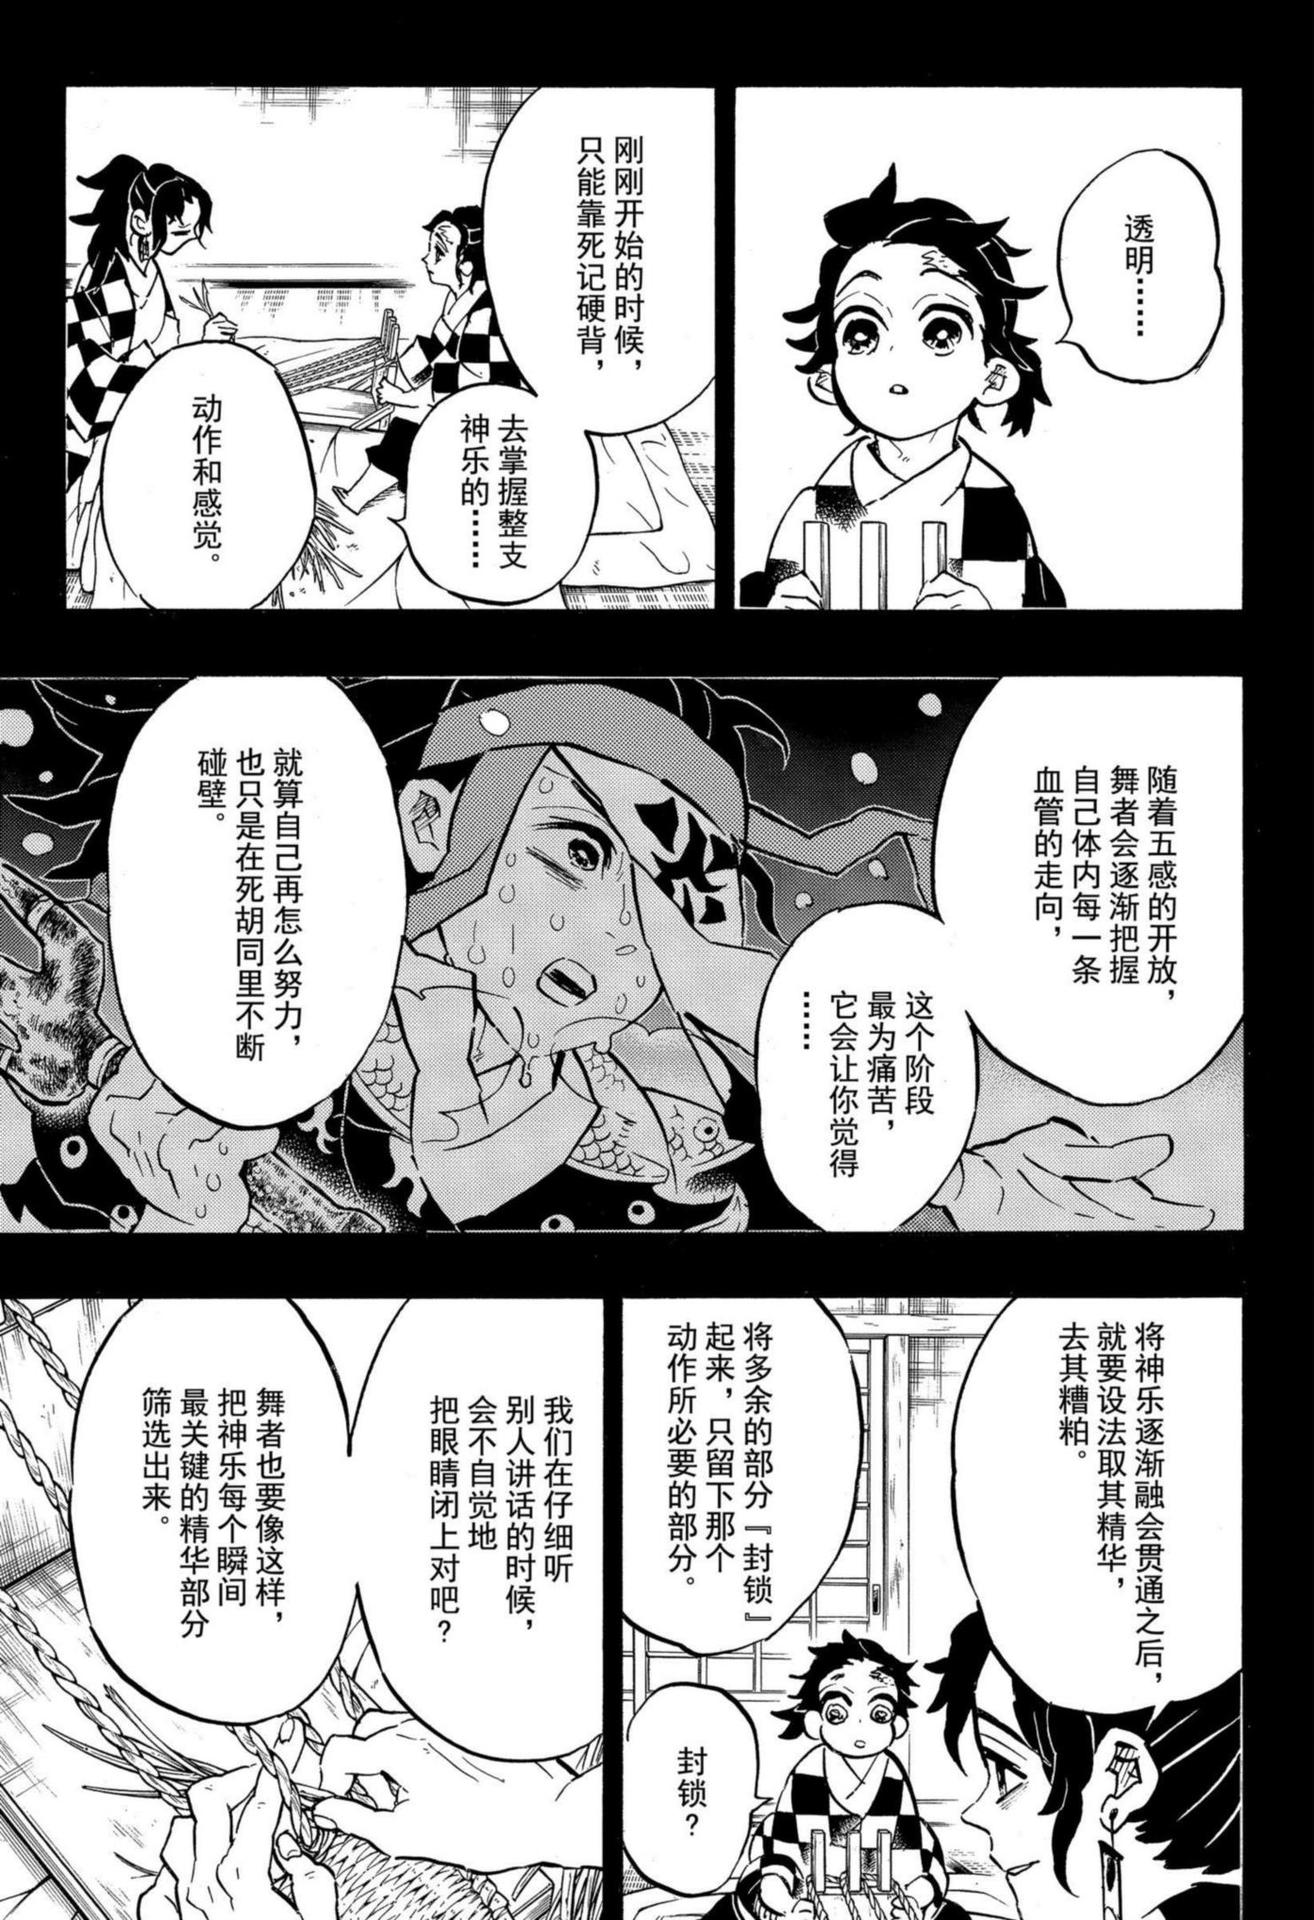 透明……
刚刚开始的时候，
只能靠死记硬背，
去掌握整支
神乐的……
动作和感觉。
随着五感的开放，
舞者会逐渐把握
自己体内每一条
血管的走向，
这个阶段
最为痛苦，
它会让你觉得
……
就算自己再怎么努力，
也只是在死胡同里不断
碰壁。
将神乐逐渐融会贯通之后，
就要设法取其精华，
去其糟粕。
将多余的部分『封锁』
起来，只留下那个
动作所必要的部分。
封锁？
我们在仔细听
别人讲话的时候，
会不自觉地
把眼睛闭上对吧？
舞者也要像这样，
把神乐每个瞬间
最关键的精华部分
筛选出来。